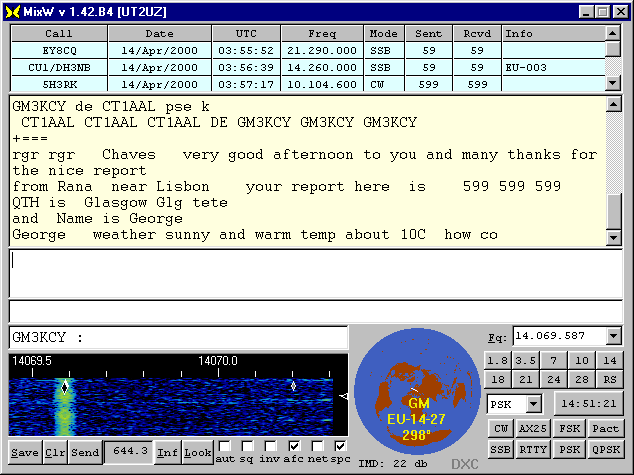 MixW v 1.42.B4 [UT2UZ]
Call Date UTC Freq Mode Sent Rcvd Info
EY8CQ 14/Apr/2000 03:55:52 21.290.000 SSB 59 59
CU1/DH3NB 14/Apr/2000 03:56:39 14.260.000 SSB 59 59 EU-003
5H3RK 14/Apr/2000 03:57:17 10.104.600 CW 599 599
GM3KCY de CT1AAL pse k
CT1AAL CT1AAL CT1AAL DE GM3KCY GM3KCY GM3KCY
+===
rgr rgr Chaves very good afternoon to you and many thanks for
the nice report
from Rana near Lisbon your report here is 599 599 599
QTH is Glasgow Glg tete
and Name is George
George weather sunny and warm temp about 10C how co
GM3KCY :
14069.5 14070.0
GM
EU-14-27
298°
IMD: 22 db
DXC
Fq: 14.069.587
1.8 3.5 7 10 14
18 21 24 28 RS
PSK 14:51:21
CW AX25 FSK Pact
SSB RTTY PSK QPSK
Save Clr Send 644.3 Inf Look aut sq inv afc net spc